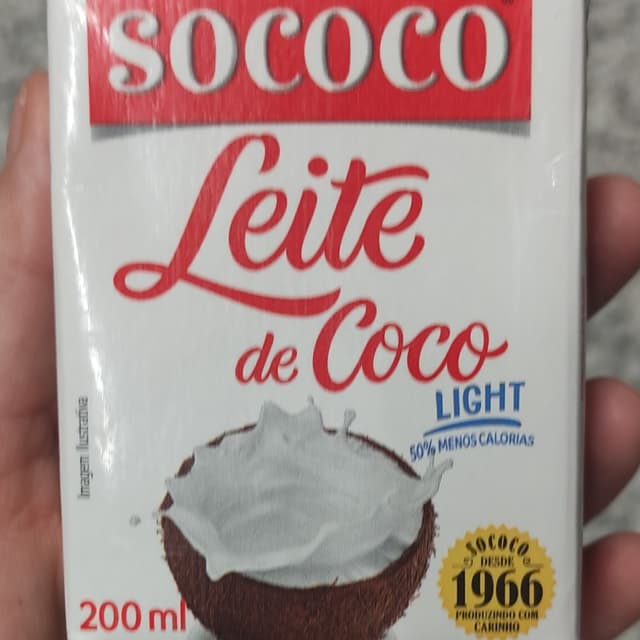 SOCOCO
Leite
de Coco
LIGHT
50% MENOS CALORIAS
Imagem Ilustrativa
SOCOCO
DESDE
1966
PRODUZINDO COM
CARINHO
200 ml